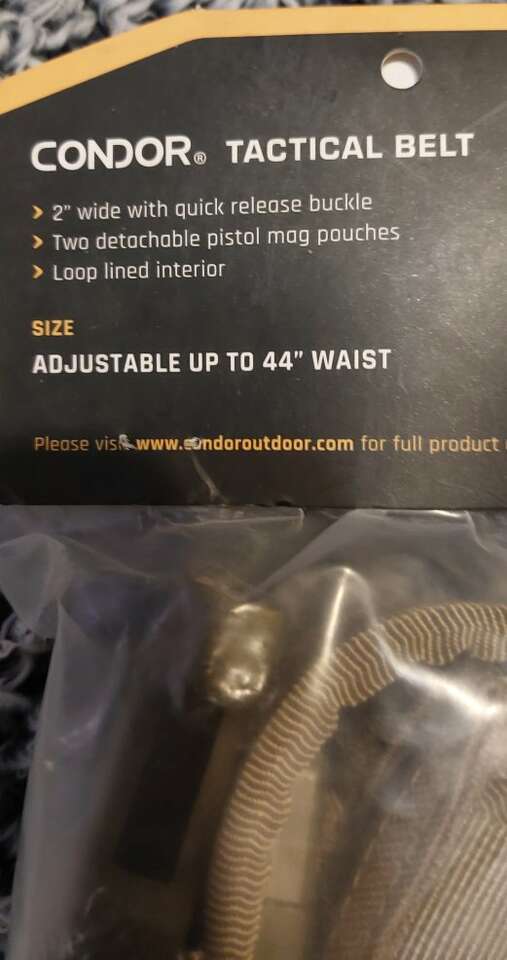 CONDOR® TACTICAL BELT
> 2" wide with quick release buckle
> Two detachable pistol mag pouches
> Loop lined interior
SIZE
ADJUSTABLE UP TO 44" WAIST
Please visit www.condoroutdoor.com for full product